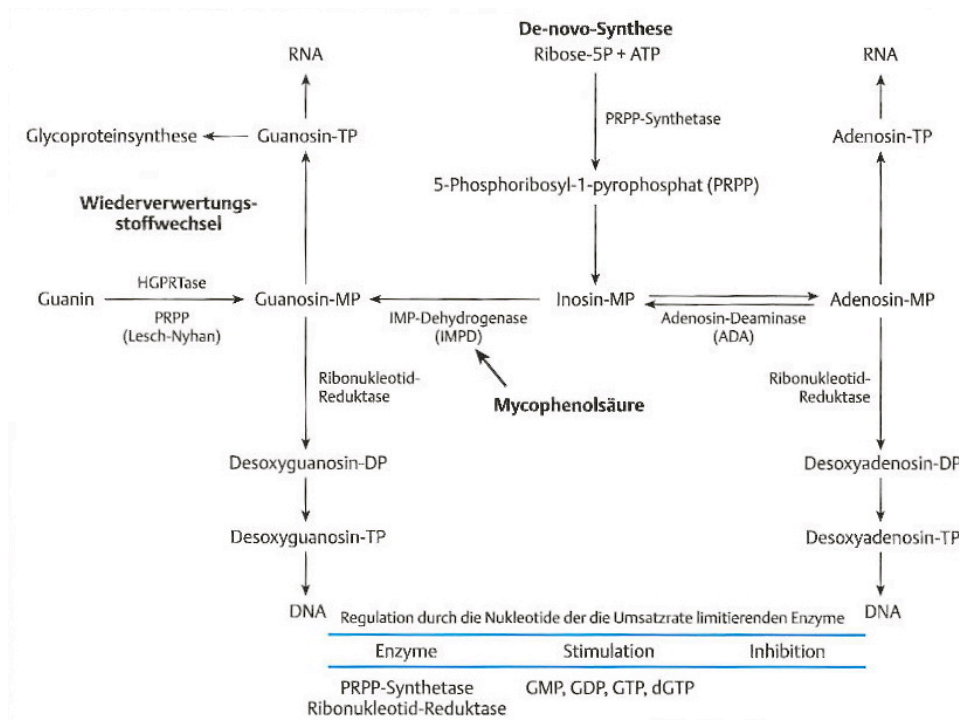 De-novo-Synthese
RNA
Ribose-5P + ATP
RNA
PRPP-Synthetase
Glycoproteinsynthese
Guanosin-TP
Adenosin-TP
5-Phosphoribosyl-1-pyrophosphat (PRPP)
Wiederverwertungs-
stoffwechsel
HGPRTase
Guanin
Guanosin-MP
Inosin-MP
Adenosin-MP
PRPP
(Lesch-Nyhan)
IMP-Dehydrogenase
(IMPD)
Adenosin-Deaminase
(ADA)
Ribonukleotid-
Reduktase
Mycophenolsäure
Ribonukleotid-
Reduktase
Desoxyguanosin-DP
Desoxyadenosin-DP
Desoxyguanosin-TP
Desoxyadenosin-TP
DNA
Regulation durch die Nukleotide der die Umsatzrate limitierenden Enzyme
DNA
Enzyme
Stimulation
Inhibition
PRPP-Synthetase
GMP, GDP, GTP, dGTP
Ribonukleotid-Reduktase